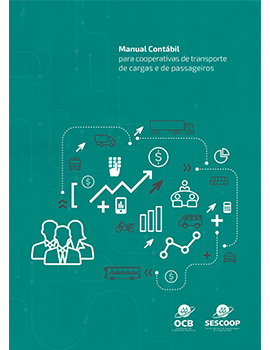 Manual Contábil
para cooperativas de transporte
de cargas e de passageiros
OCB
SESCOOP